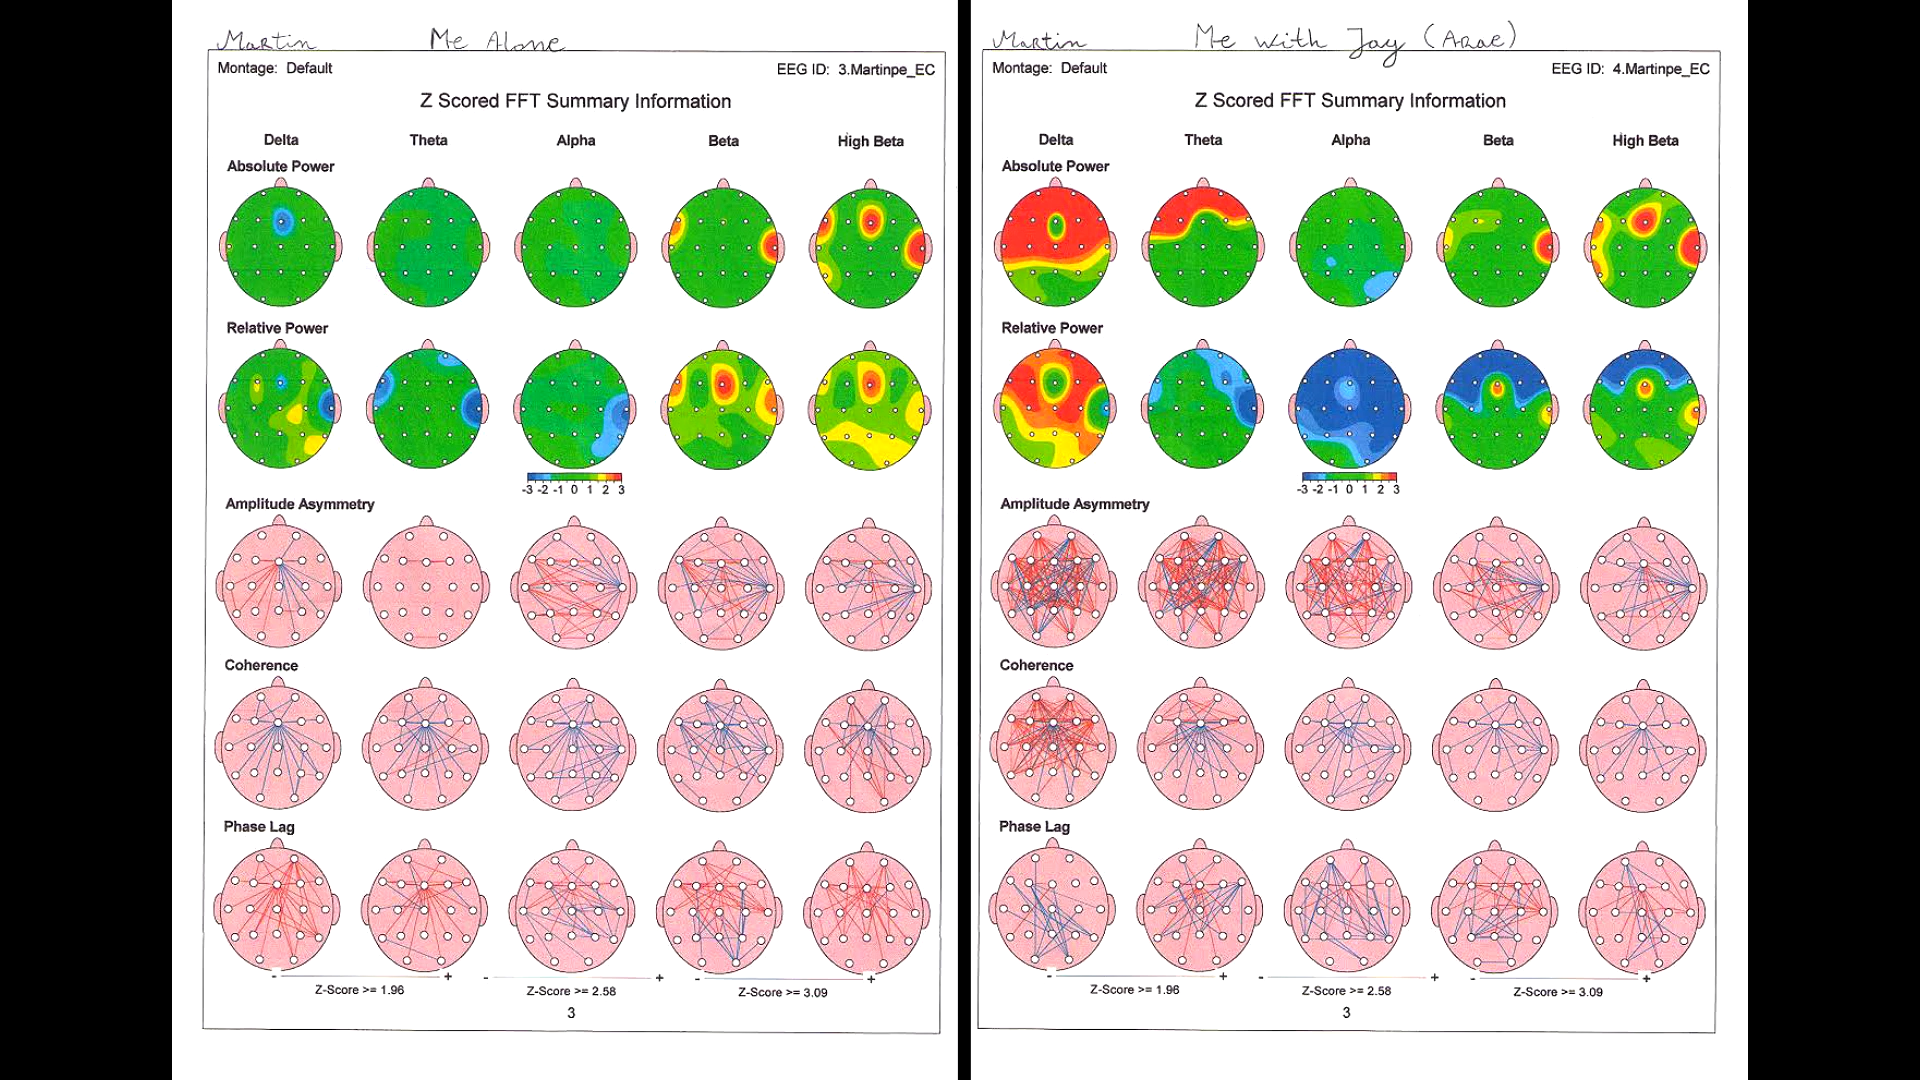 Martin Me Alone
Montage: Default EEG ID: 3.Martinpe_EC
Z Scored FFT Summary Information
Delta Theta Alpha Beta High Beta
Absolute Power
Relative Power
-3 -2 -1 0 1 2 3
Amplitude Asymmetry
Coherence
Phase Lag
- + - + - +
Z-Score >= 1.96 Z-Score >= 2.58 Z-Score >= 3.09
3
Martin Me with Jay (Arae)
Montage: Default EEG ID: 4.Martinpe_EC
Z Scored FFT Summary Information
Delta Theta Alpha Beta High Beta
Absolute Power
Relative Power
-3 -2 -1 0 1 2 3
Amplitude Asymmetry
Coherence
Phase Lag
- + - + - +
Z-Score >= 1.96 Z-Score >= 2.58 Z-Score >= 3.09
3